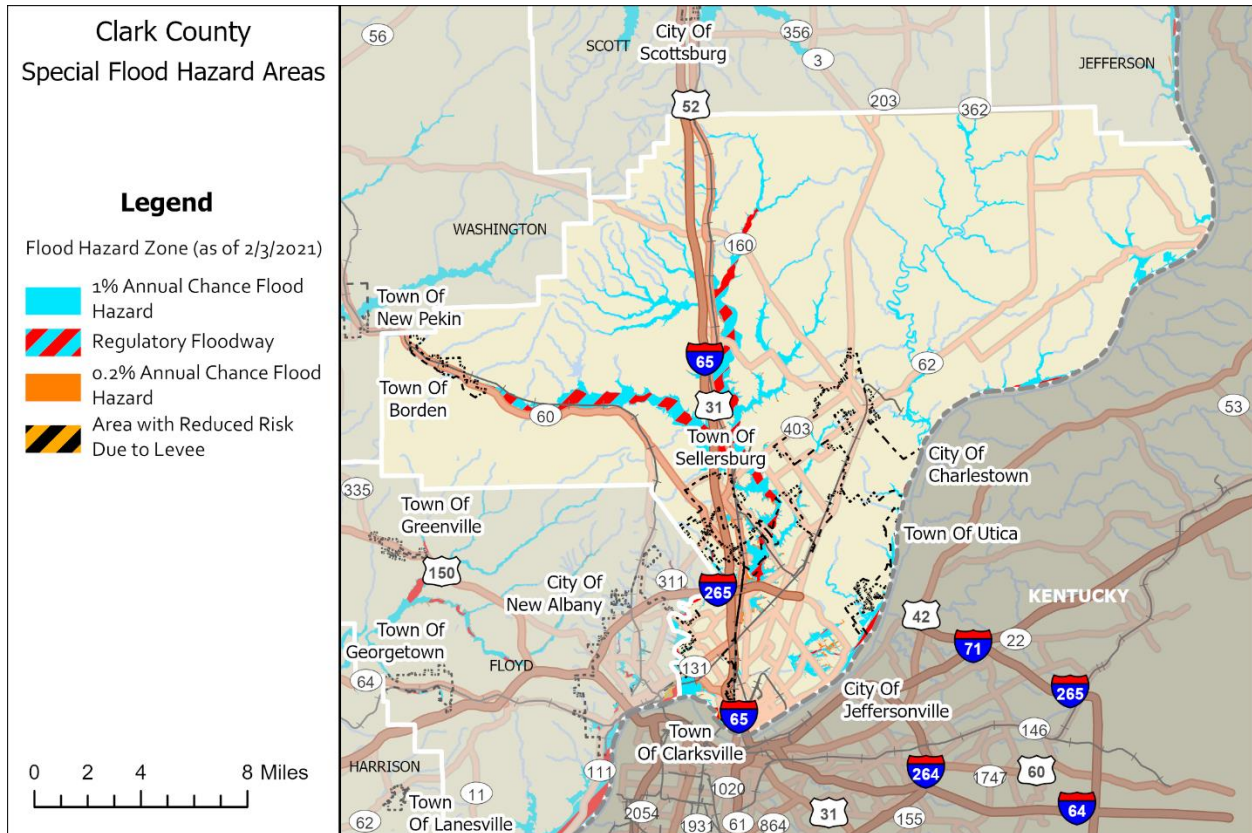 Clark County
Special Flood Hazard Areas
Legend
Flood Hazard Zone (as of 2/3/2021)
1% Annual Chance Flood
Hazard
Regulatory Floodway
0.2% Annual Chance Flood
Hazard
Area with Reduced Risk
Due to Levee
0 2 4 8 Miles
56
SCOTT
City Of
Scottsburg
356
3
JEFFERSON
52
203
362
WASHINGTON
160
Town Of
New Pekin
65
62
Town Of
Borden
60
31
403
53
Town Of
Sellersburg
City Of
Charlestown
335
Town Of
Greenville
150
Town Of Utica
City Of
New Albany
311
265
KENTUCKY
42
22
71
Town Of
Georgetown
FLOYD
131
64
265
City Of
Jeffersonville
65
Town
Of Clarksville
146
HARRISON
111
264
1747
60
11
1020
64
Town
Of Lanesville
62
2054
1931
61
864
31
155